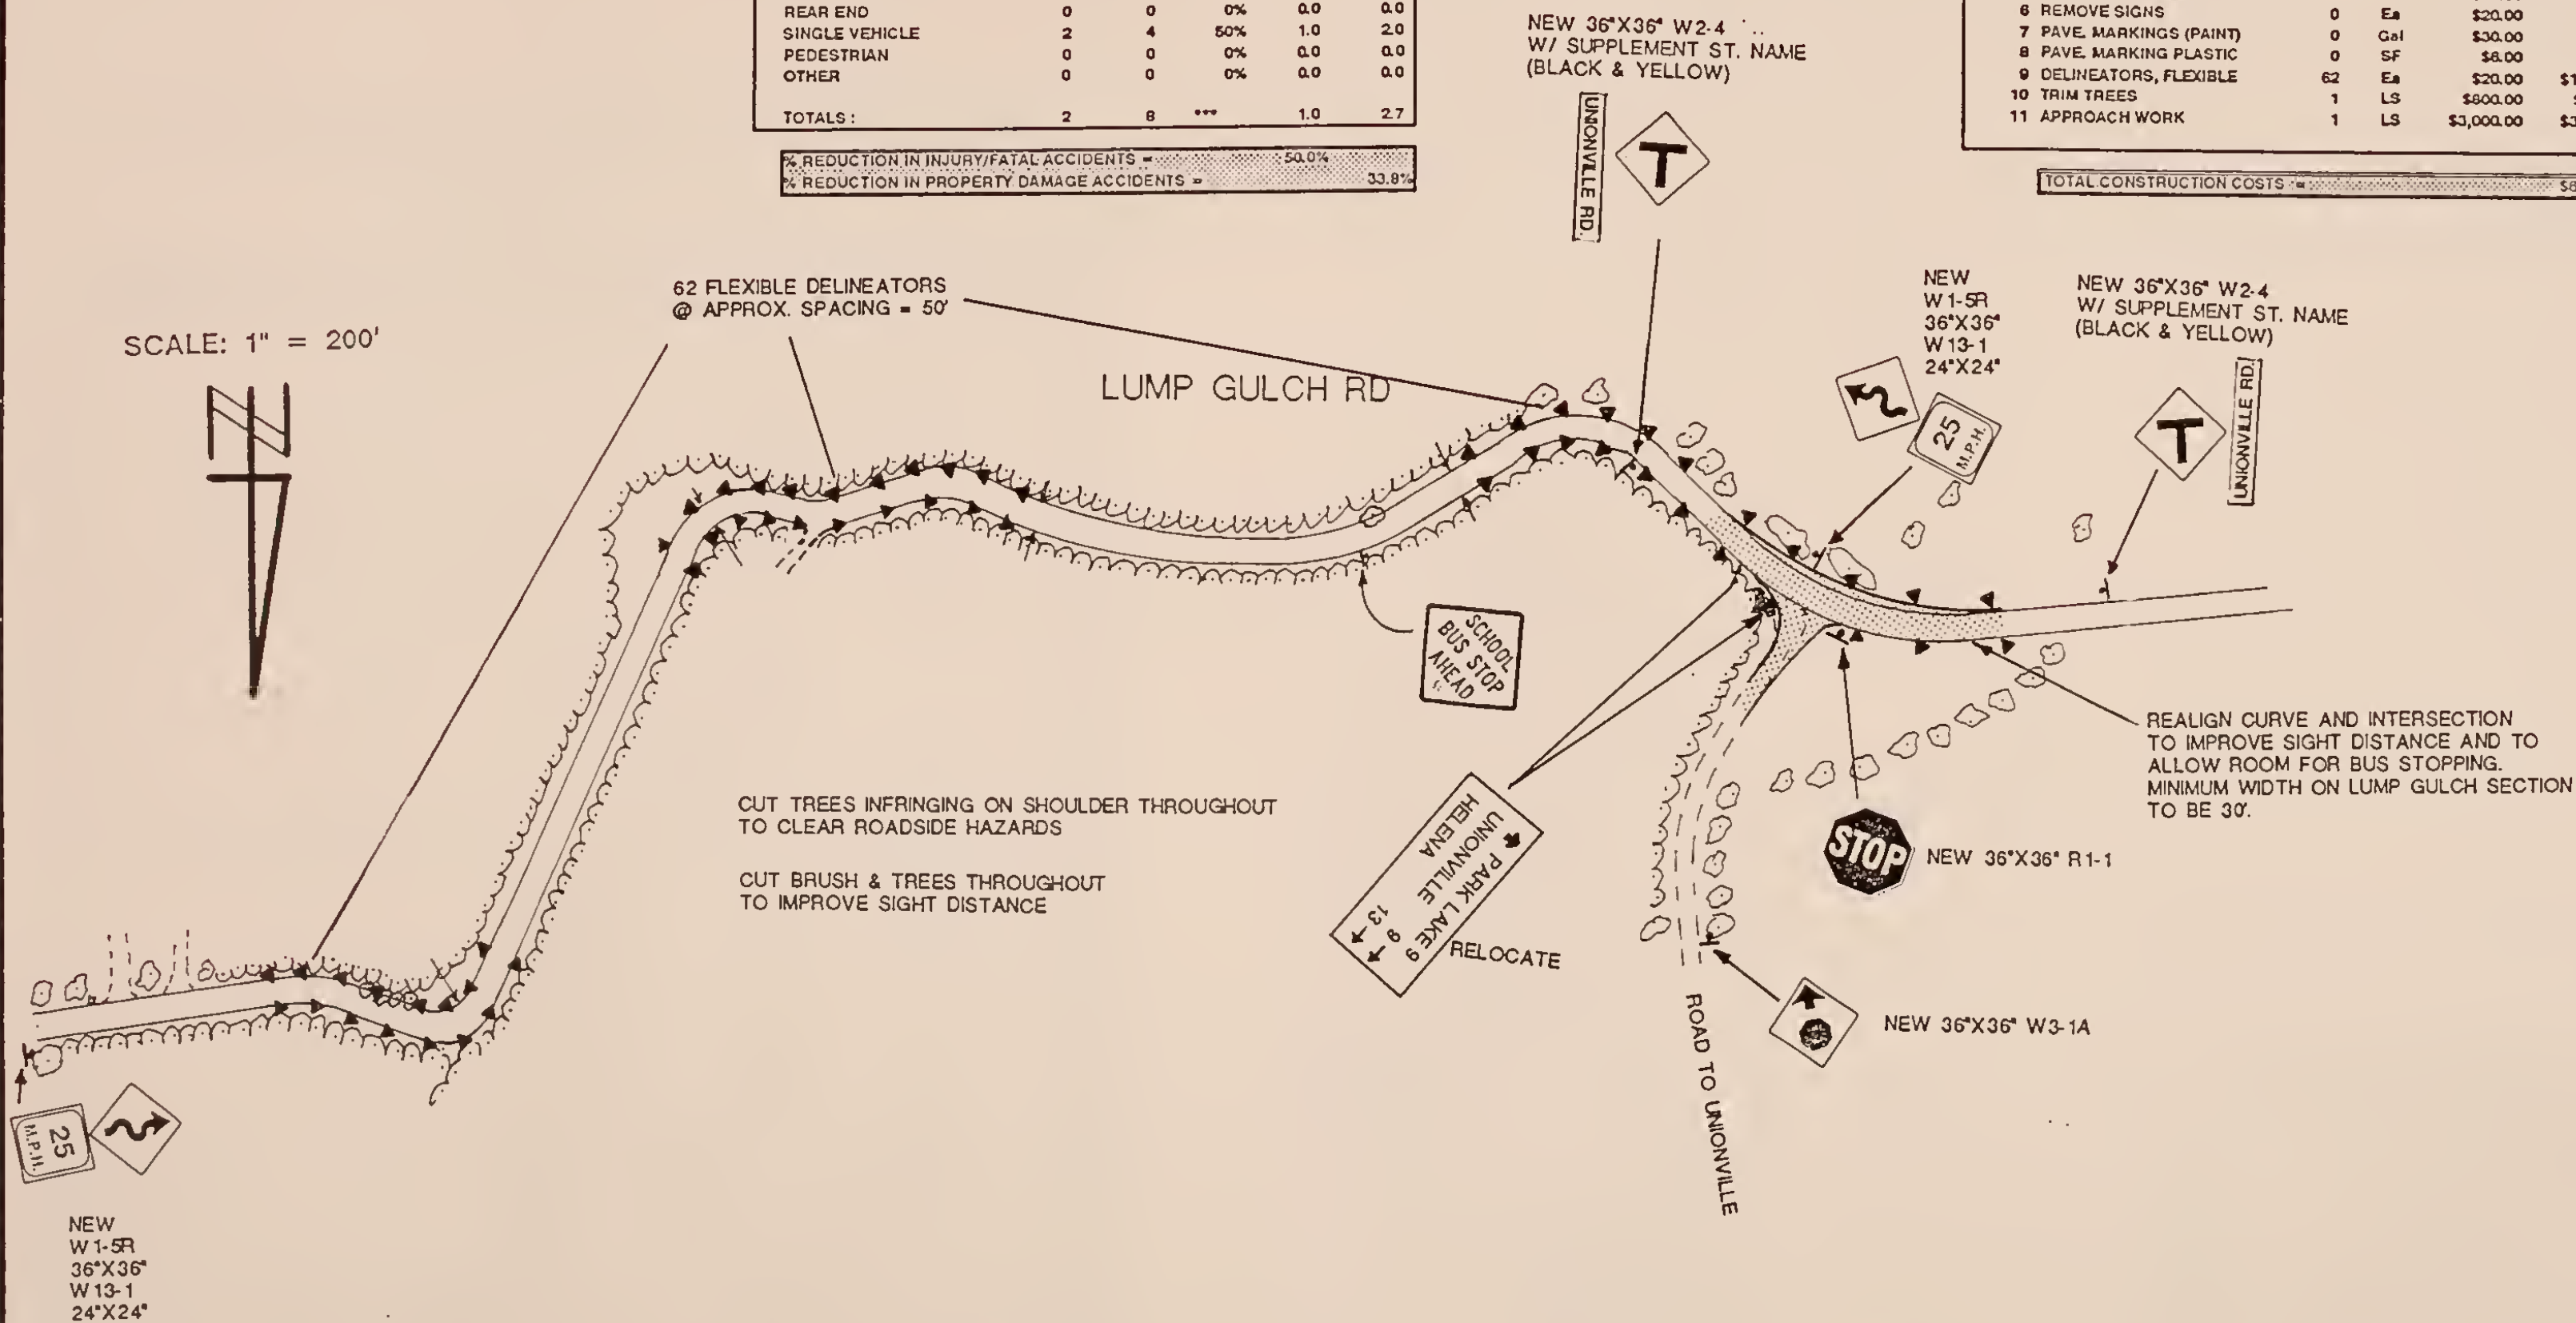 REAR END 0 0 0% 0.0 0.0
SINGLE VEHICLE 2 4 50% 1.0 2.0
PEDESTRIAN 0 0 0% 0.0 0.0
OTHER 0 0 0% 0.0 0.0
TOTALS : 2 8 *** 1.0 2.7
% REDUCTION IN INJURY/FATAL ACCIDENTS = 50.0%
% REDUCTION IN PROPERTY DAMAGE ACCIDENTS = 33.8%
NEW 36"X36" W2-4
W/ SUPPLEMENT ST. NAME
(BLACK & YELLOW)
UNIONVILLE RD.
T
6 REMOVE SIGNS 0 Ea $20.00
7 PAVE. MARKINGS (PAINT) 0 Gal $30.00
8 PAVE. MARKING PLASTIC 0 SF $8.00
9 DELINEATORS, FLEXIBLE 62 Ea $20.00 $1
10 TRIM TREES 1 LS $800.00
11 APPROACH WORK 1 LS $3,000.00 $3
TOTAL CONSTRUCTION COSTS =
62 FLEXIBLE DELINEATORS
@ APPROX. SPACING = 50'
SCALE: 1" = 200'
N
LUMP GULCH RD
NEW
W1-5R
36"X36"
W13-1
24"X24"
25
M.P.H.
NEW 36"X36" W2-4
W/ SUPPLEMENT ST. NAME
(BLACK & YELLOW)
T
UNIONVILLE RD.
SCHOOL
BUS STOP
AHEAD
REALIGN CURVE AND INTERSECTION
TO IMPROVE SIGHT DISTANCE AND TO
ALLOW ROOM FOR BUS STOPPING.
MINIMUM WIDTH ON LUMP GULCH SECTION
TO BE 30'.
CUT TREES INFRINGING ON SHOULDER THROUGHOUT
TO CLEAR ROADSIDE HAZARDS
CUT BRUSH & TREES THROUGHOUT
TO IMPROVE SIGHT DISTANCE
PARK LAKE 9
UNIONVILLE 9
HELENA 13
RELOCATE
STOP
NEW 36"X36" R1-1
NEW 36"X36" W3-1A
ROAD TO UNIONVILLE
25
M.P.H.
NEW
W1-5R
36"X36"
W13-1
24"X24"